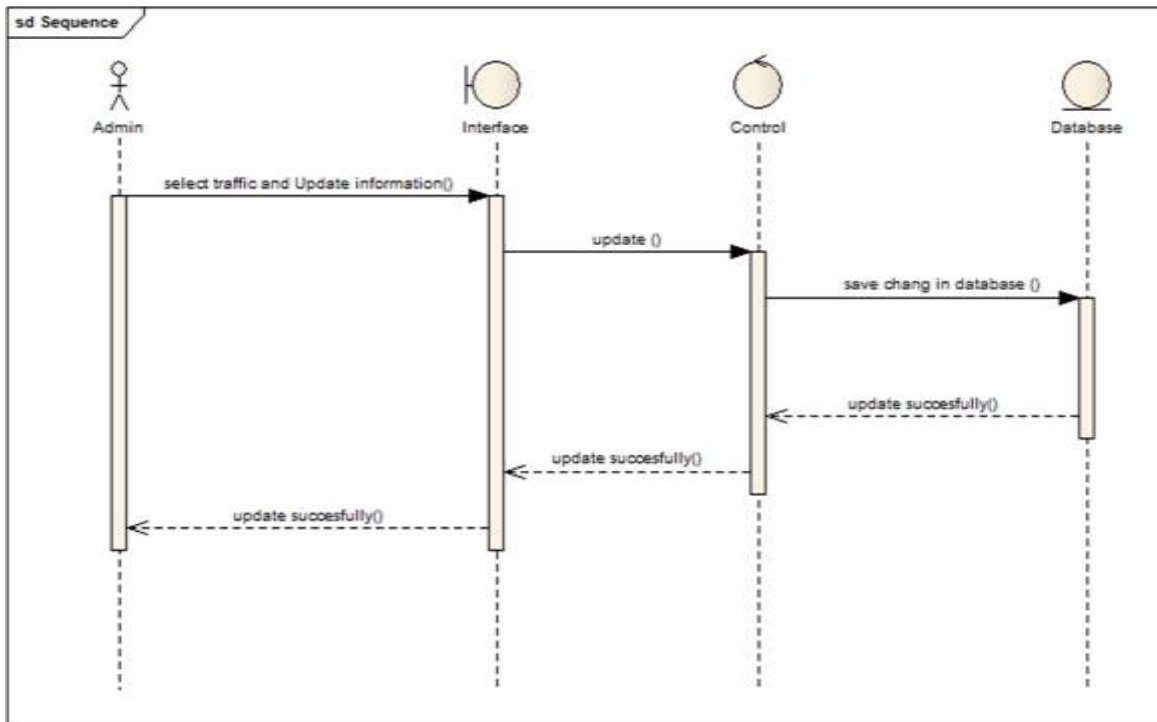 sd Sequence
Admin
Interface
Control
Database
select traffic and Update information()
update ()
save chang in database ()
update succesfully()
update succesfully()
update succesfully()